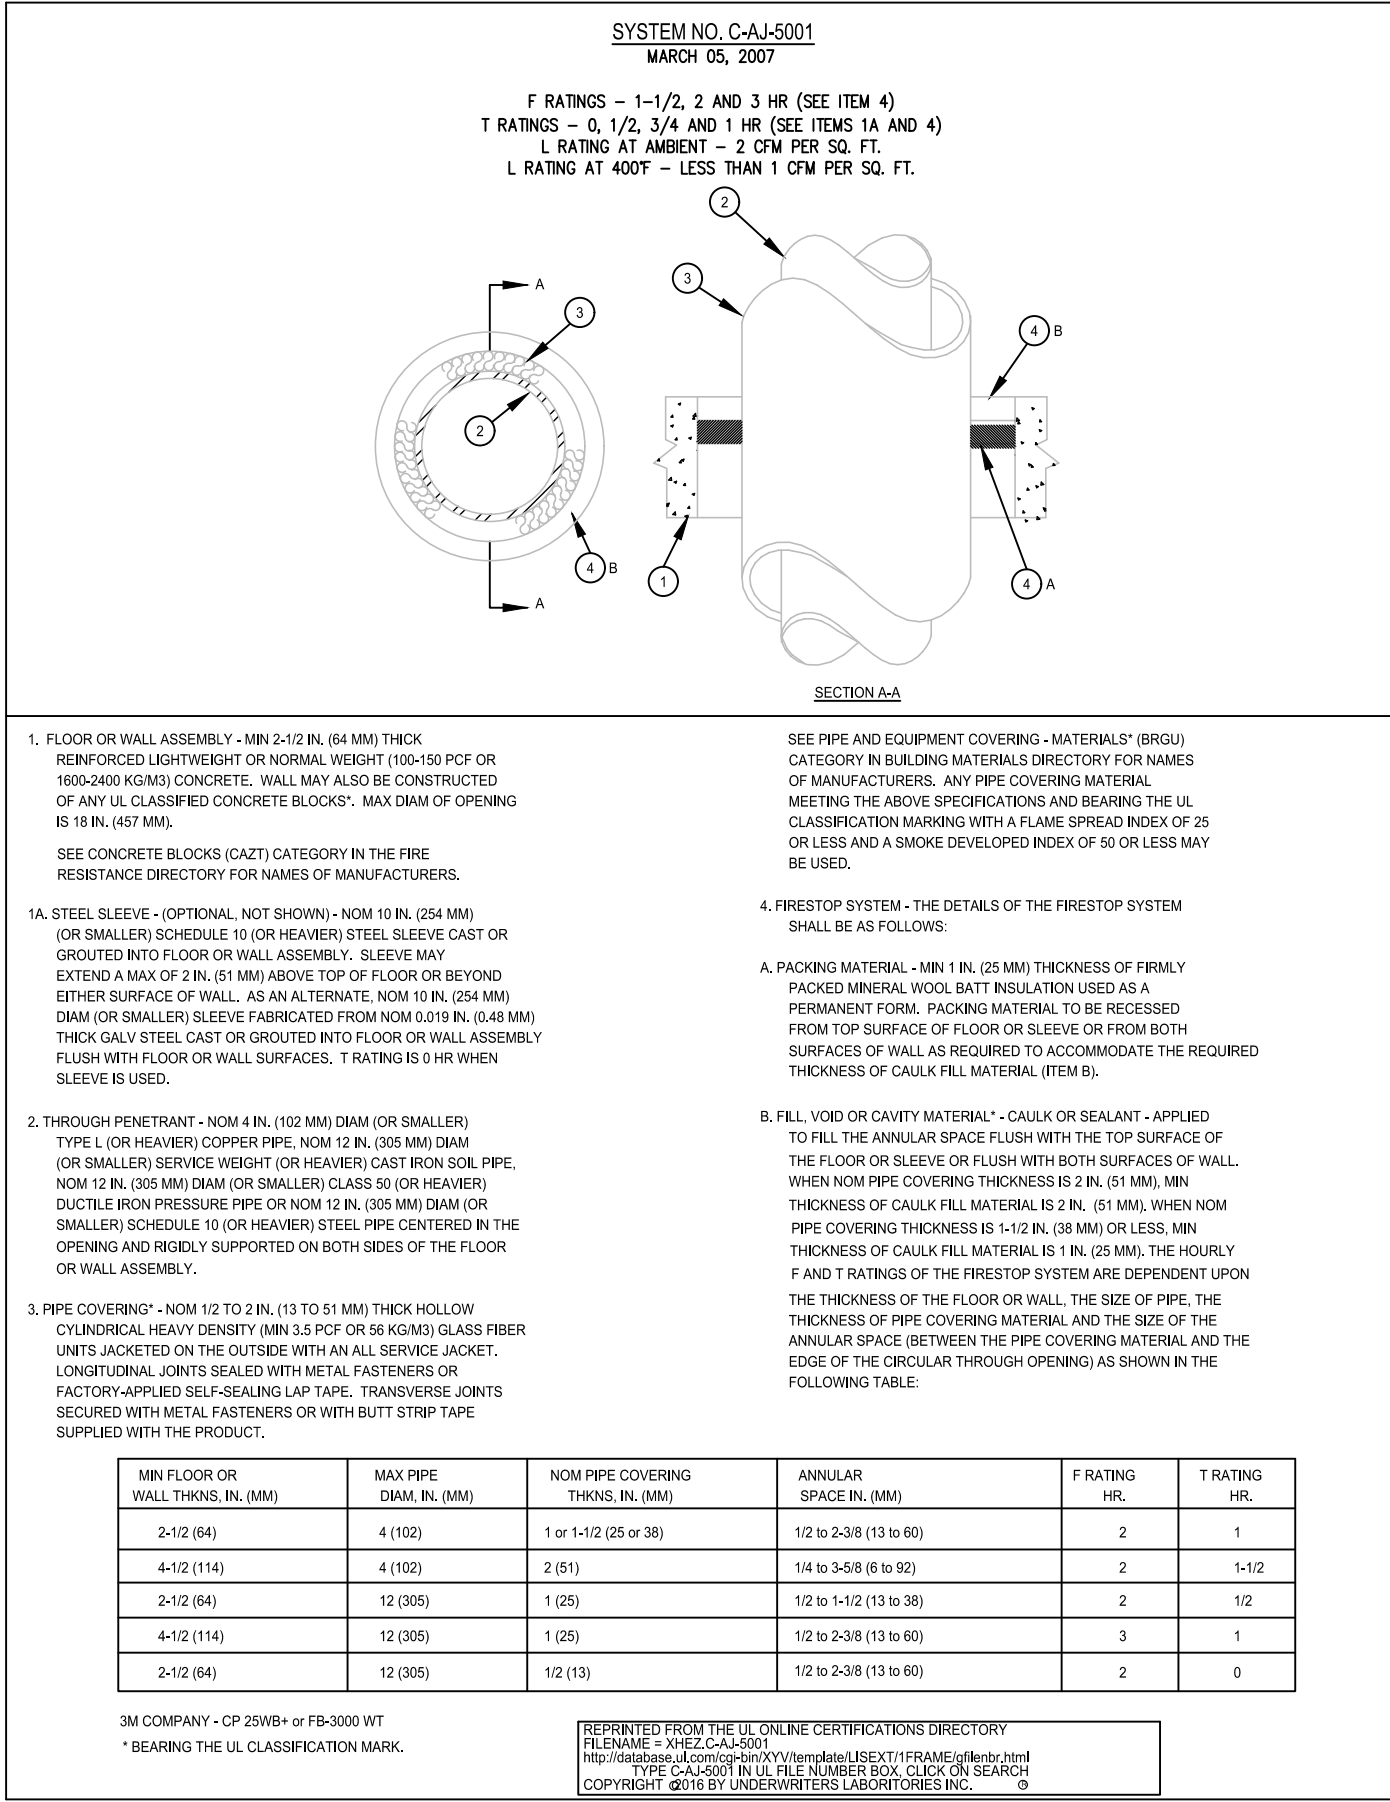 SYSTEM NO. C-AJ-5001
MARCH 05, 2007
F RATINGS – 1–1/2, 2 AND 3 HR (SEE ITEM 4)
T RATINGS – 0, 1/2, 3/4 AND 1 HR (SEE ITEMS 1A AND 4)
L RATING AT AMBIENT – 2 CFM PER SQ. FT.
L RATING AT 400°F – LESS THAN 1 CFM PER SQ. FT.
A
3
2
4 B
A
2
3
4 B
1
4 A
SECTION A-A
1. FLOOR OR WALL ASSEMBLY - MIN 2-1/2 IN. (64 MM) THICK
REINFORCED LIGHTWEIGHT OR NORMAL WEIGHT (100-150 PCF OR
1600-2400 KG/M3) CONCRETE. WALL MAY ALSO BE CONSTRUCTED
OF ANY UL CLASSIFIED CONCRETE BLOCKS*. MAX DIAM OF OPENING
IS 18 IN. (457 MM).
SEE CONCRETE BLOCKS (CAZT) CATEGORY IN THE FIRE
RESISTANCE DIRECTORY FOR NAMES OF MANUFACTURERS.
1A. STEEL SLEEVE - (OPTIONAL, NOT SHOWN) - NOM 10 IN. (254 MM)
(OR SMALLER) SCHEDULE 10 (OR HEAVIER) STEEL SLEEVE CAST OR
GROUTED INTO FLOOR OR WALL ASSEMBLY. SLEEVE MAY
EXTEND A MAX OF 2 IN. (51 MM) ABOVE TOP OF FLOOR OR BEYOND
EITHER SURFACE OF WALL. AS AN ALTERNATE, NOM 10 IN. (254 MM)
DIAM (OR SMALLER) SLEEVE FABRICATED FROM NOM 0.019 IN. (0.48 MM)
THICK GALV STEEL CAST OR GROUTED INTO FLOOR OR WALL ASSEMBLY
FLUSH WITH FLOOR OR WALL SURFACES. T RATING IS 0 HR WHEN
SLEEVE IS USED.
2. THROUGH PENETRANT - NOM 4 IN. (102 MM) DIAM (OR SMALLER)
TYPE L (OR HEAVIER) COPPER PIPE, NOM 12 IN. (305 MM) DIAM
(OR SMALLER) SERVICE WEIGHT (OR HEAVIER) CAST IRON SOIL PIPE,
NOM 12 IN. (305 MM) DIAM (OR SMALLER) CLASS 50 (OR HEAVIER)
DUCTILE IRON PRESSURE PIPE OR NOM 12 IN. (305 MM) DIAM (OR
SMALLER) SCHEDULE 10 (OR HEAVIER) STEEL PIPE CENTERED IN THE
OPENING AND RIGIDLY SUPPORTED ON BOTH SIDES OF THE FLOOR
OR WALL ASSEMBLY.
3. PIPE COVERING* - NOM 1/2 TO 2 IN. (13 TO 51 MM) THICK HOLLOW
CYLINDRICAL HEAVY DENSITY (MIN 3.5 PCF OR 56 KG/M3) GLASS FIBER
UNITS JACKETED ON THE OUTSIDE WITH AN ALL SERVICE JACKET.
LONGITUDINAL JOINTS SEALED WITH METAL FASTENERS OR
FACTORY-APPLIED SELF-SEALING LAP TAPE. TRANSVERSE JOINTS
SECURED WITH METAL FASTENERS OR WITH BUTT STRIP TAPE
SUPPLIED WITH THE PRODUCT.
SEE PIPE AND EQUIPMENT COVERING - MATERIALS* (BRGU)
CATEGORY IN BUILDING MATERIALS DIRECTORY FOR NAMES
OF MANUFACTURERS. ANY PIPE COVERING MATERIAL
MEETING THE ABOVE SPECIFICATIONS AND BEARING THE UL
CLASSIFICATION MARKING WITH A FLAME SPREAD INDEX OF 25
OR LESS AND A SMOKE DEVELOPED INDEX OF 50 OR LESS MAY
BE USED.
4. FIRESTOP SYSTEM - THE DETAILS OF THE FIRESTOP SYSTEM
SHALL BE AS FOLLOWS:
A. PACKING MATERIAL - MIN 1 IN. (25 MM) THICKNESS OF FIRMLY
PACKED MINERAL WOOL BATT INSULATION USED AS A
PERMANENT FORM. PACKING MATERIAL TO BE RECESSED
FROM TOP SURFACE OF FLOOR OR SLEEVE OR FROM BOTH
SURFACES OF WALL AS REQUIRED TO ACCOMMODATE THE REQUIRED
THICKNESS OF CAULK FILL MATERIAL (ITEM B).
B. FILL, VOID OR CAVITY MATERIAL* - CAULK OR SEALANT - APPLIED
TO FILL THE ANNULAR SPACE FLUSH WITH THE TOP SURFACE OF
THE FLOOR OR SLEEVE OR FLUSH WITH BOTH SURFACES OF WALL.
WHEN NOM PIPE COVERING THICKNESS IS 2 IN. (51 MM), MIN
THICKNESS OF CAULK FILL MATERIAL IS 2 IN. (51 MM). WHEN NOM
PIPE COVERING THICKNESS IS 1-1/2 IN. (38 MM) OR LESS, MIN
THICKNESS OF CAULK FILL MATERIAL IS 1 IN. (25 MM). THE HOURLY
F AND T RATINGS OF THE FIRESTOP SYSTEM ARE DEPENDENT UPON
THE THICKNESS OF THE FLOOR OR WALL, THE SIZE OF PIPE, THE
THICKNESS OF PIPE COVERING MATERIAL AND THE SIZE OF THE
ANNULAR SPACE (BETWEEN THE PIPE COVERING MATERIAL AND THE
EDGE OF THE CIRCULAR THROUGH OPENING) AS SHOWN IN THE
FOLLOWING TABLE:
MIN FLOOR OR WALL THKNS, IN. (MM) MAX PIPE DIAM, IN. (MM) NOM PIPE COVERING THKNS, IN. (MM) ANNULAR SPACE IN. (MM) F RATING HR. T RATING HR.
2-1/2 (64) 4 (102) 1 or 1-1/2 (25 or 38) 1/2 to 2-3/8 (13 to 60) 2 1
4-1/2 (114) 4 (102) 2 (51) 1/4 to 3-5/8 (6 to 92) 2 1-1/2
2-1/2 (64) 12 (305) 1 (25) 1/2 to 1-1/2 (13 to 38) 2 1/2
4-1/2 (114) 12 (305) 1 (25) 1/2 to 2-3/8 (13 to 60) 3 1
2-1/2 (64) 12 (305) 1/2 (13) 1/2 to 2-3/8 (13 to 60) 2 0
3M COMPANY - CP 25WB+ or FB-3000 WT
* BEARING THE UL CLASSIFICATION MARK.
REPRINTED FROM THE UL ONLINE CERTIFICATIONS DIRECTORY
FILENAME = XHEZ.C-AJ-5001
http://database.ul.com/cgi-bin/XYV/template/LISEXT/1FRAME/gfilenbr.html
TYPE C-AJ-5001 IN UL FILE NUMBER BOX, CLICK ON SEARCH
COPYRIGHT ©2016 BY UNDERWRITERS LABORITORIES INC. ®